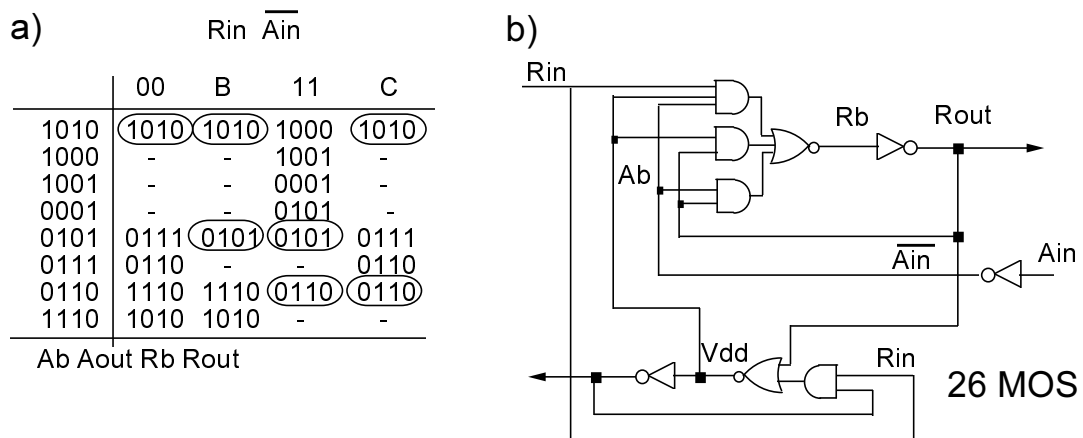 a)
Rin Ain
00 B 11 C
1010 1010 1010 1000 1010
1000 - - 1001 -
1001 - - 0001 -
0001 - - 0101 -
0101 0111 0101 0101 0111
0111 0110 - - 0110
0110 1110 1110 0110 0110
1110 1010 1010 - -
Ab Aout Rb Rout
b)
Rin
Rb
Rout
Ab
Ain
Ain
Vdd
Rin
26 MOS